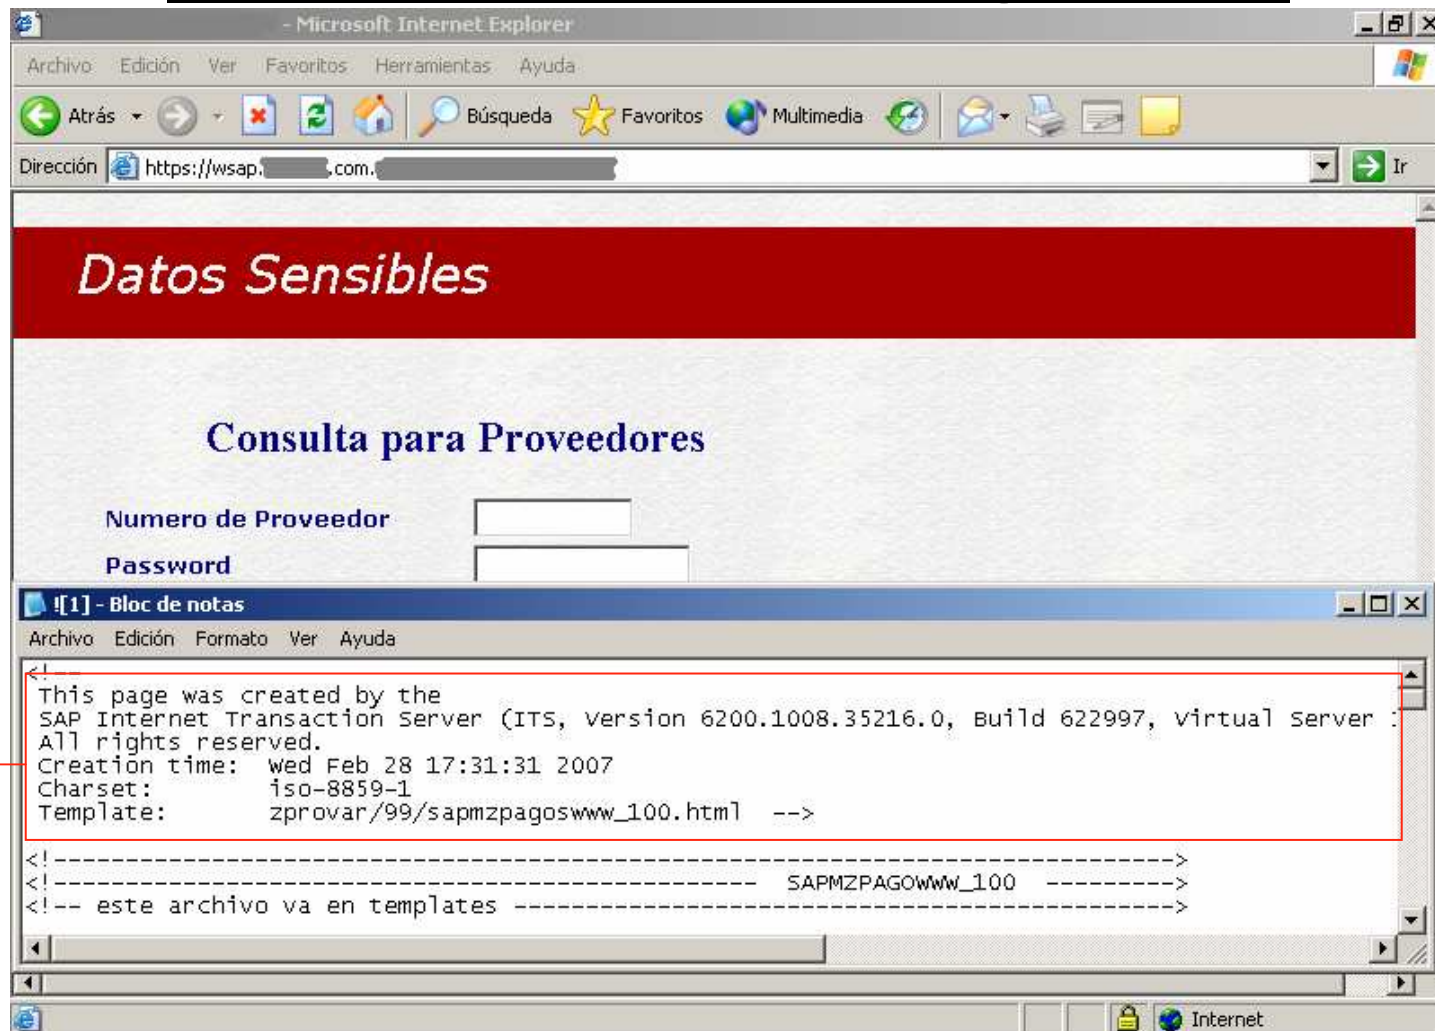 - Microsoft Internet Explorer
Archivo Edición Ver Favoritos Herramientas Ayuda
Atrás Búsqueda Favoritos Multimedia
Dirección https://wsap. .com. Ir
Datos Sensibles
Consulta para Proveedores
Numero de Proveedor
Password
![1] - Bloc de notas
Archivo Edición Formato Ver Ayuda
<!--
This page was created by the
SAP Internet Transaction Server (ITS, Version 6200.1008.35216.0, Build 622997, Virtual Server
All rights reserved.
Creation time: Wed Feb 28 17:31:31 2007
Charset: iso-8859-1
Template: zprovar/99/sapmzpagoswww_100.html -->
<!------------------------------------------------------------------------------>
<!------------------------------------------------- SAPMZPAGOWWW_100 --------->
<!-- este archivo va en templates ---------------------------------------------->
Internet